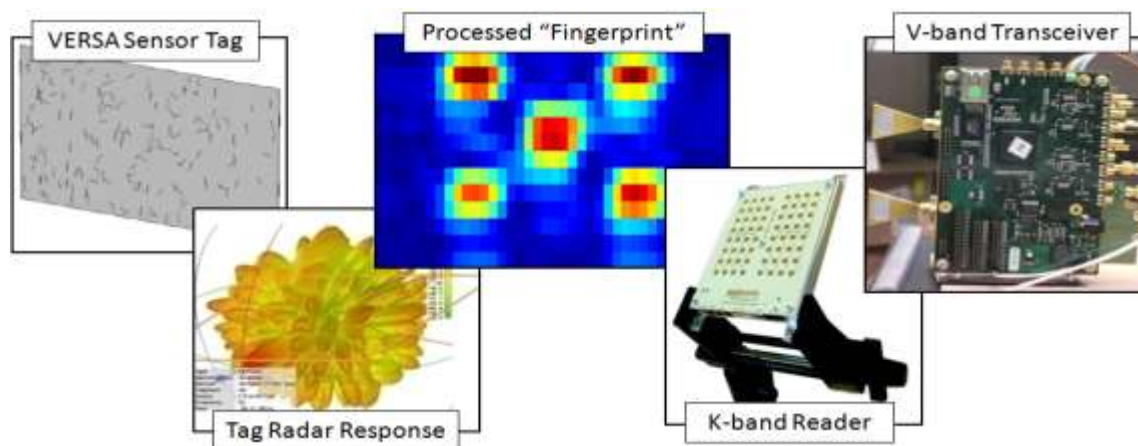 VERSA Sensor Tag
Processed “Fingerprint”
V-band Transceiver
Tag Radar Response
K-band Reader